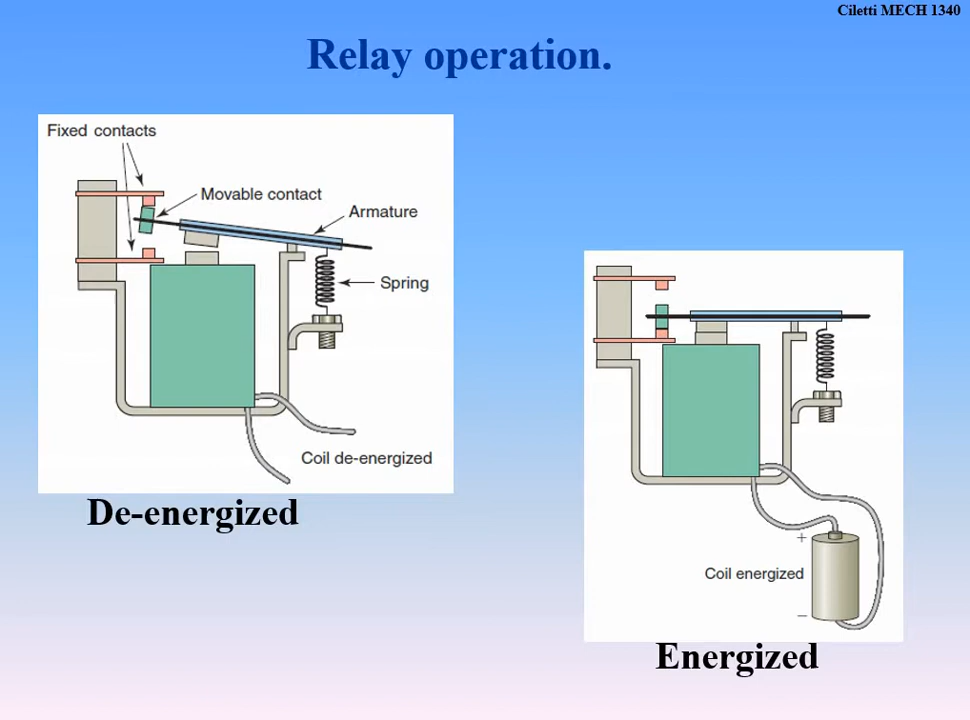 Ciletti MECH 1340
Relay operation.
Fixed contacts
Movable contact
Armature
Spring
Coil de-energized
De-energized
+
Coil energized
−
Energized